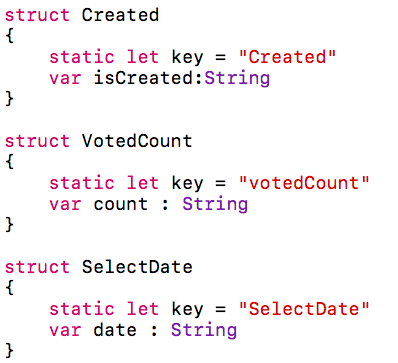 struct Created
{
    static let key = "Created"
    var isCreated:String
}
struct VotedCount
{
    static let key = "votedCount"
    var count : String
}
struct SelectDate
{
    static let key = "SelectDate"
    var date : String
}